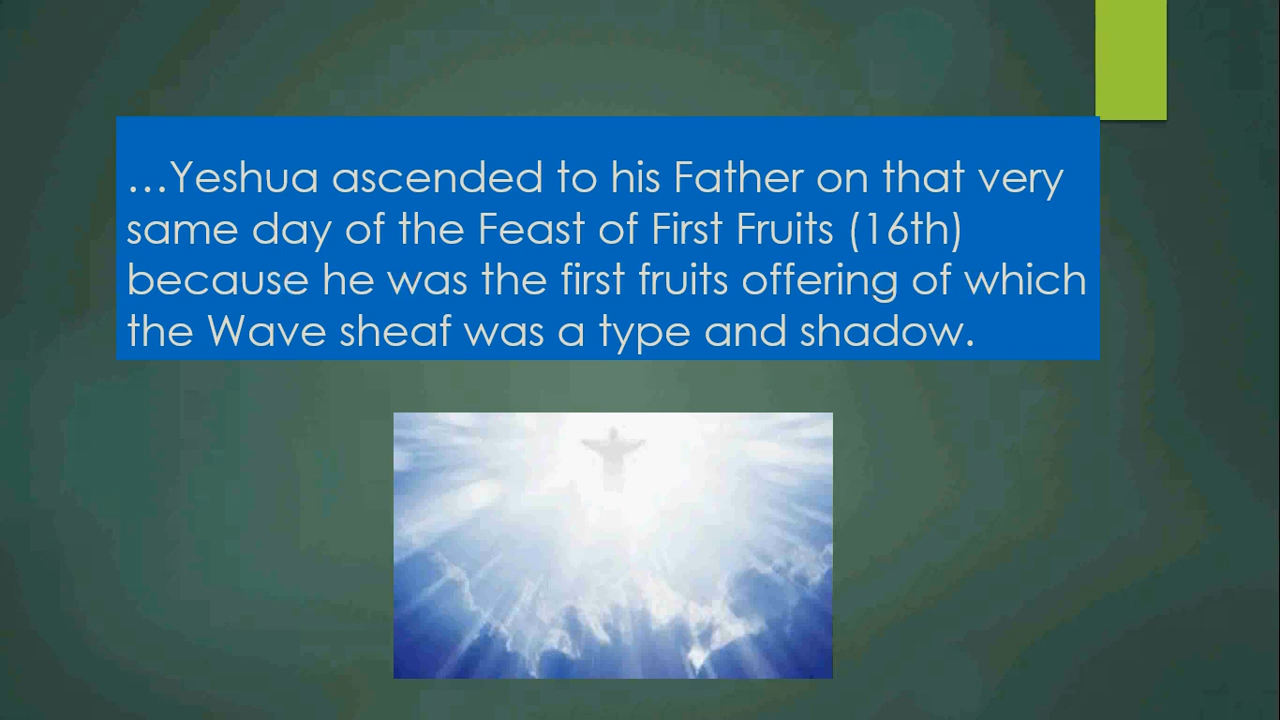 …Yeshua ascended to his Father on that very
same day of the Feast of First Fruits (16th)
because he was the first fruits offering of which
the Wave sheaf was a type and shadow.